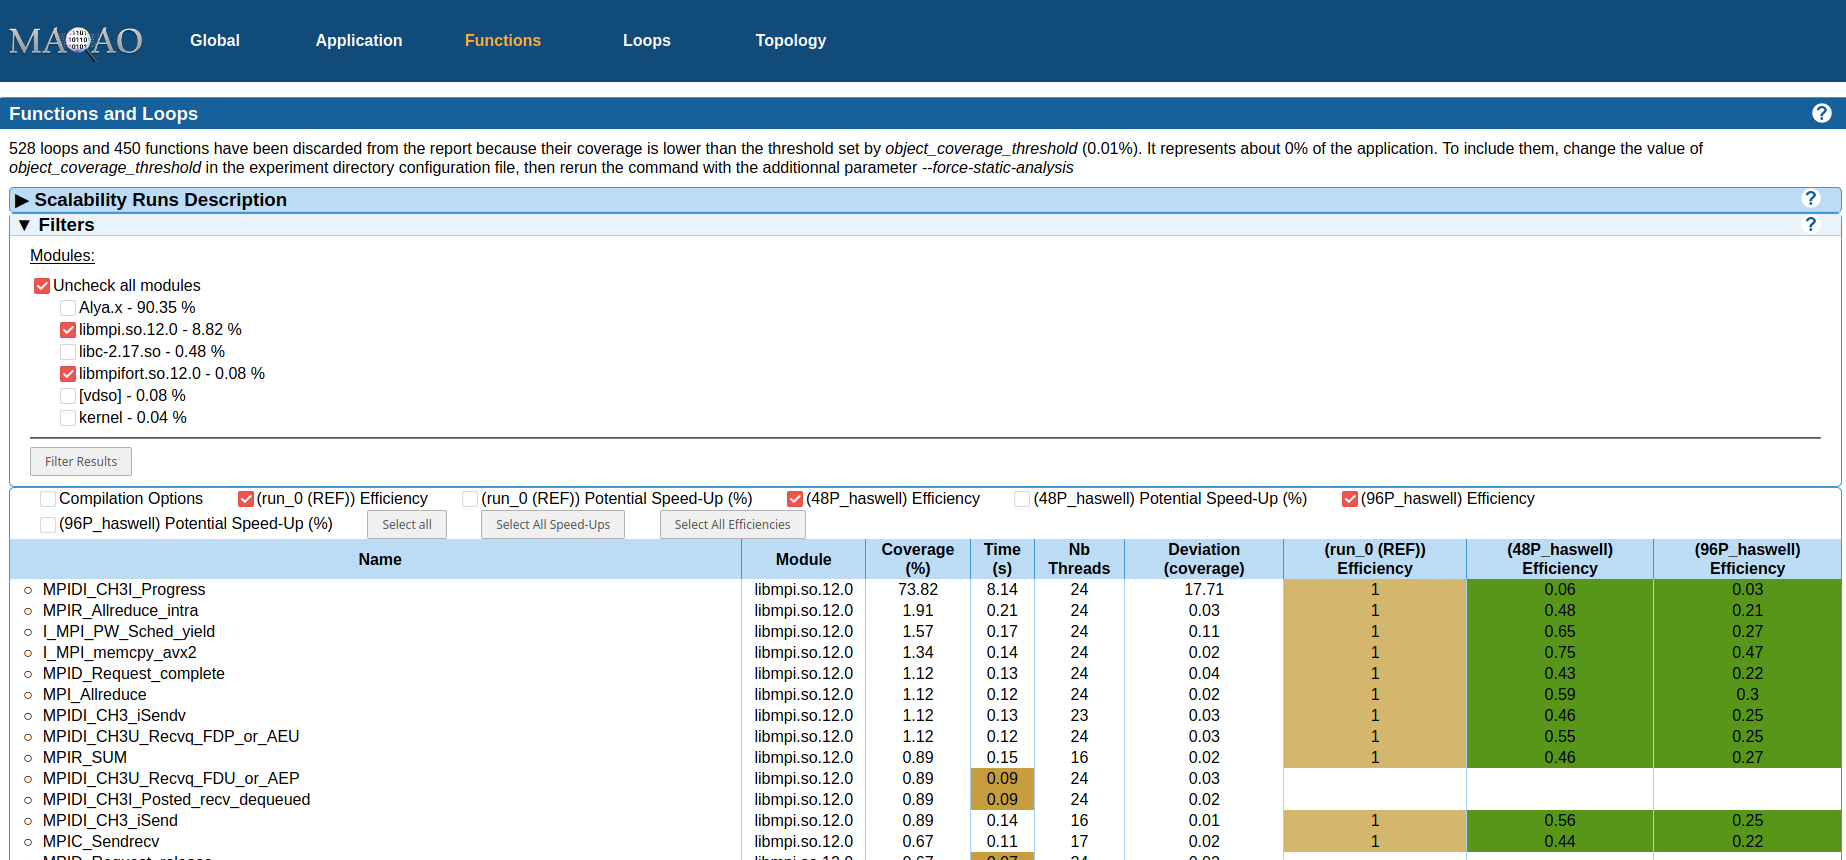 MAQAO Global Application Functions Loops Topology
Functions and Loops ?
528 loops and 450 functions have been discarded from the report because their coverage is lower than the threshold set by object_coverage_threshold (0.01%). It represents about 0% of the application. To include them, change the value of
object_coverage_threshold in the experiment directory configuration file, then rerun the command with the additionnal parameter --force-static-analysis
▶ Scalability Runs Description ?
▼ Filters ?
Modules:
Uncheck all modules
Alya.x - 90.35 %
libmpi.so.12.0 - 8.82 %
libc-2.17.so - 0.48 %
libmpifort.so.12.0 - 0.08 %
[vdso] - 0.08 %
kernel - 0.04 %
Filter Results
Compilation Options (run_0 (REF)) Efficiency (run_0 (REF)) Potential Speed-Up (%) (48P_haswell) Efficiency (48P_haswell) Potential Speed-Up (%) (96P_haswell) Efficiency
(96P_haswell) Potential Speed-Up (%) Select all Select All Speed-Ups Select All Efficiencies
Name Module Coverage (%) Time (s) Nb Threads Deviation (coverage) (run_0 (REF)) Efficiency (48P_haswell) Efficiency (96P_haswell) Efficiency
○ MPIDI_CH3I_Progress libmpi.so.12.0 73.82 8.14 24 17.71 1 0.06 0.03
○ MPIR_Allreduce_intra libmpi.so.12.0 1.91 0.21 24 0.03 1 0.48 0.21
○ I_MPI_PW_Sched_yield libmpi.so.12.0 1.57 0.17 24 0.11 1 0.65 0.27
○ I_MPI_memcpy_avx2 libmpi.so.12.0 1.34 0.14 24 0.02 1 0.75 0.47
○ MPID_Request_complete libmpi.so.12.0 1.12 0.13 24 0.04 1 0.43 0.22
○ MPI_Allreduce libmpi.so.12.0 1.12 0.12 24 0.02 1 0.59 0.3
○ MPIDI_CH3_iSendv libmpi.so.12.0 1.12 0.13 23 0.03 1 0.46 0.25
○ MPIDI_CH3U_Recvq_FDP_or_AEU libmpi.so.12.0 1.12 0.12 24 0.03 1 0.55 0.25
○ MPIR_SUM libmpi.so.12.0 0.89 0.15 16 0.02 1 0.46 0.27
○ MPIDI_CH3U_Recvq_FDU_or_AEP libmpi.so.12.0 0.89 0.09 24 0.03
○ MPIDI_CH3I_Posted_recv_dequeued libmpi.so.12.0 0.89 0.09 24 0.02
○ MPIDI_CH3_iSend libmpi.so.12.0 0.89 0.14 16 0.01 1 0.56 0.25
○ MPIC_Sendrecv libmpi.so.12.0 0.67 0.11 17 0.02 1 0.44 0.22